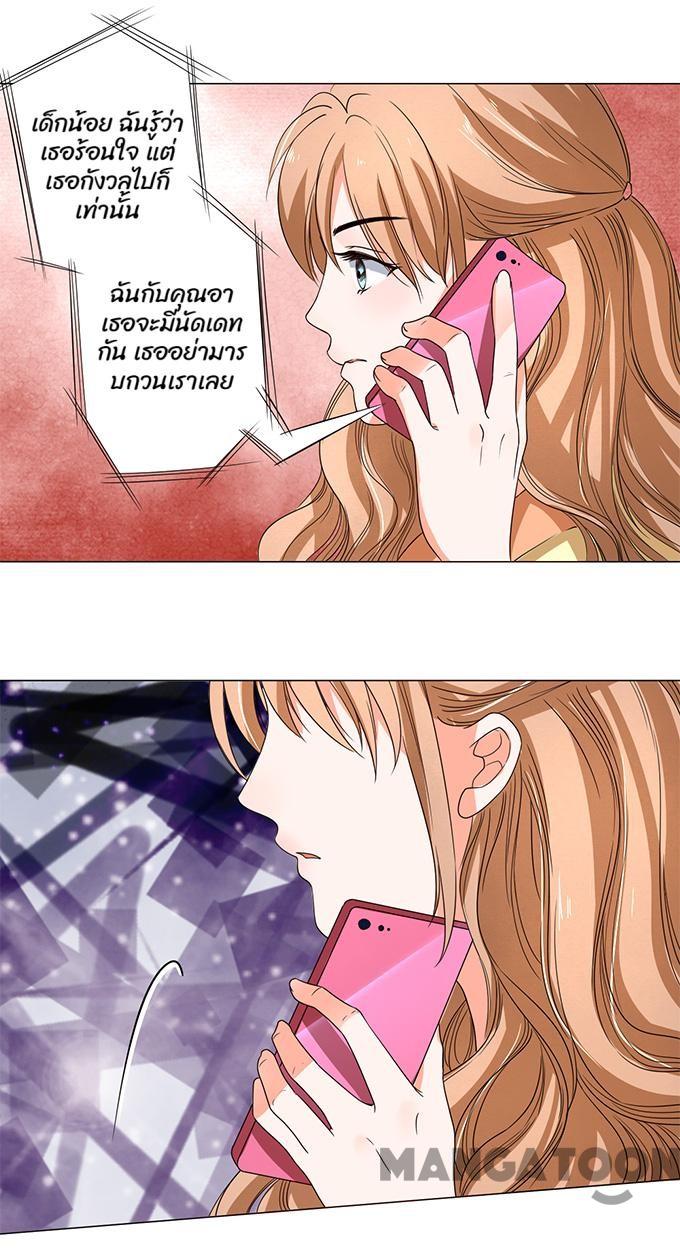 เด็กน้อย ฉันรู้ว่า
เธอร้อนใจ แต่
เธอกังวลไปก็
เท่านั้น
ฉันกับคุณอา
เธอจะมีนัดเดท
กัน เธออย่ามาร
บกวนเราเลย
MANGATOON